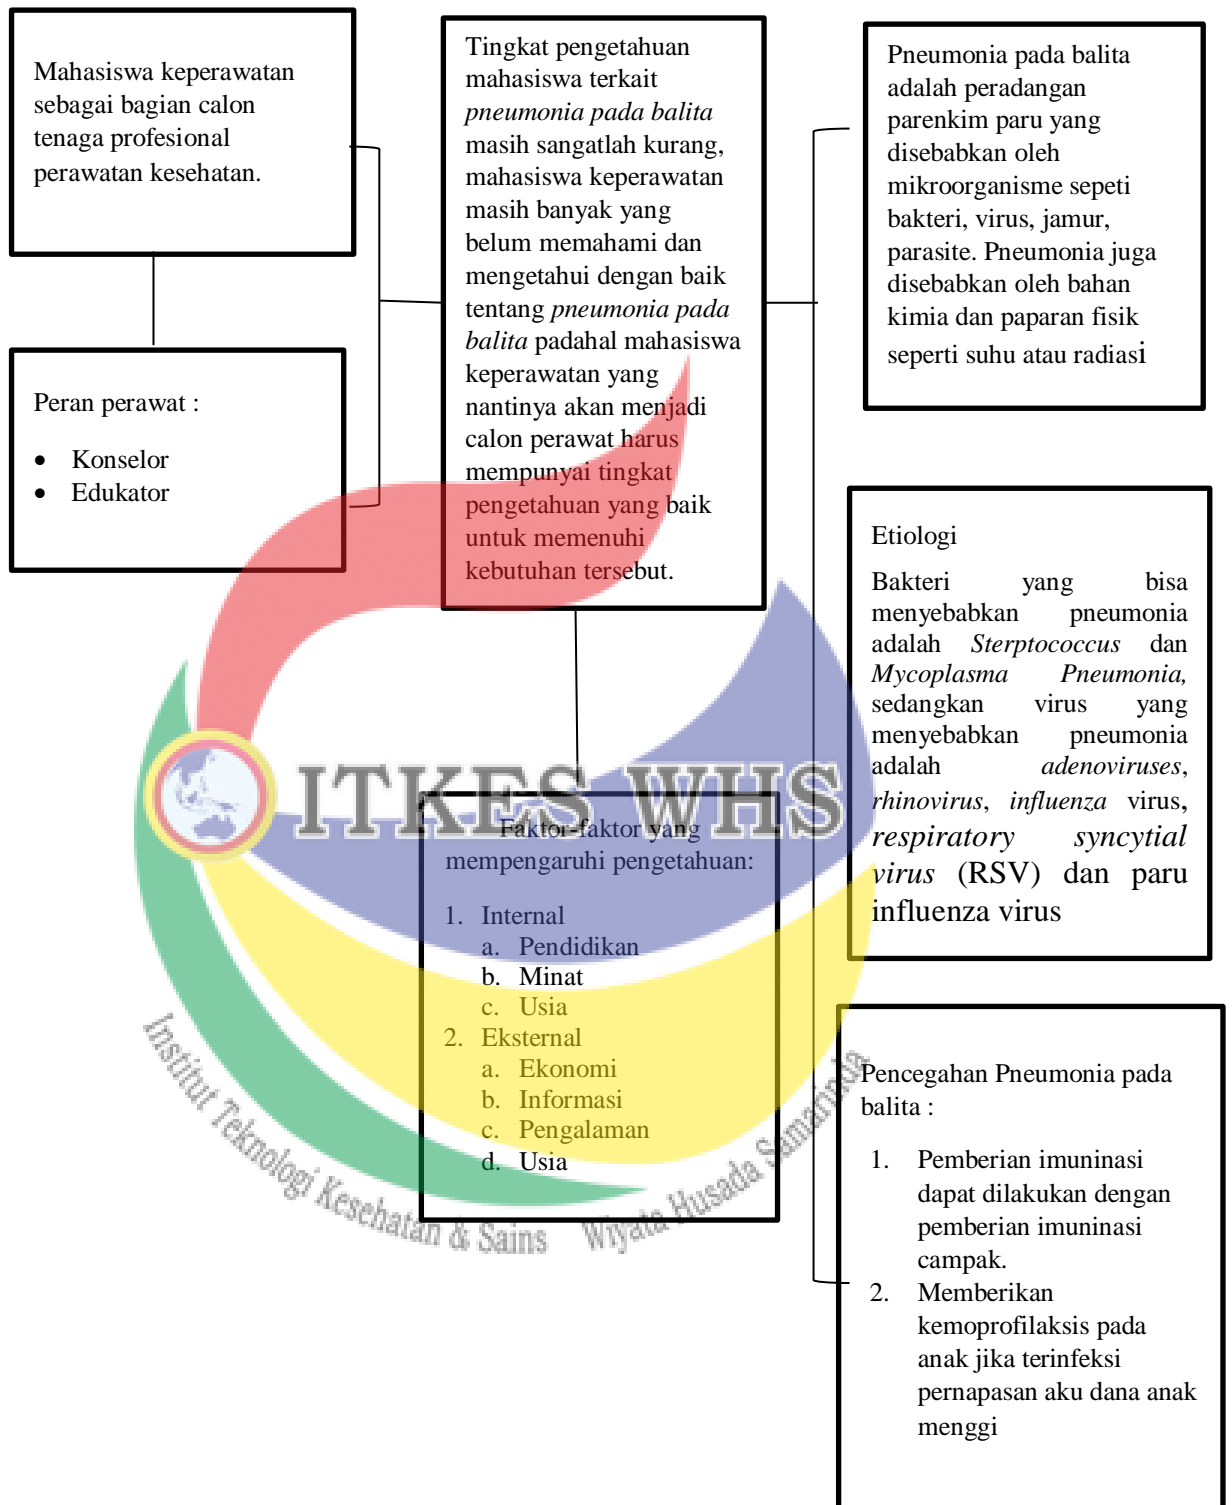 Mahasiswa keperawatan
sebagai bagian calon
tenaga profesional
perawatan kesehatan.
Peran perawat :
• Konselor
• Edukator
Tingkat pengetahuan
mahasiswa terkait
pneumonia pada balita
masih sangatlah kurang,
mahasiswa keperawatan
masih banyak yang
belum memahami dan
mengetahui dengan baik
tentang pneumonia pada
balita padahal mahasiswa
keperawatan yang
nantinya akan menjadi
calon perawat harus
mempunyai tingkat
pengetahuan yang baik
untuk memenuhi
kebutuhan tersebut.
Faktor-faktor yang
mempengaruhi pengetahuan:
1. Internal
a. Pendidikan
b. Minat
c. Usia
2. Eksternal
a. Ekonomi
b. Informasi
c. Pengalaman
d. Usia
Pneumonia pada balita
adalah peradangan
parenkim paru yang
disebabkan oleh
mikroorganisme sepeti
bakteri, virus, jamur,
parasite. Pneumonia juga
disebabkan oleh bahan
kimia dan paparan fisik
seperti suhu atau radiasi
Etiologi
Bakteri yang bisa
menyebabkan pneumonia
adalah Sterptococcus dan
Mycoplasma Pneumonia,
sedangkan virus yang
menyebabkan pneumonia
adalah adenoviruses,
rhinovirus, influenza virus,
respiratory syncytial
virus (RSV) dan paru
influenza virus
Pencegahan Pneumonia pada
balita :
1. Pemberian imuninasi
dapat dilakukan dengan
pemberian imuninasi
campak.
2. Memberikan
kemoprofilaksis pada
anak jika terinfeksi
pernapasan aku dana anak
menggi
ITKES WHS
Institut Teknologi Kesehatan & Sains Wiyata Husada Samarinda